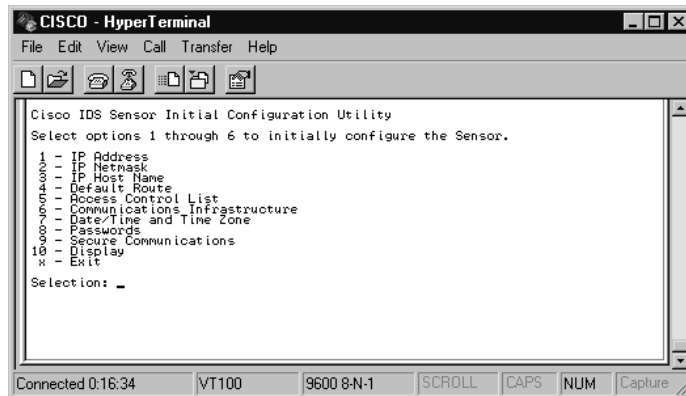 CISCO - HyperTerminal
File Edit View Call Transfer Help
Cisco IDS Sensor Initial Configuration Utility
Select options 1 through 6 to initially configure the Sensor.
1 - IP Address
2 - IP Netmask
3 - IP Host Name
4 - Default Route
5 - Access Control List
6 - Communications Infrastructure
7 - Date/Time and Time Zone
8 - Passwords
9 - Secure Communications
10 - Display
x - Exit
Selection: _
Connected 0:16:34 VT100 9600 8-N-1 SCROLL CAPS NUM Capture